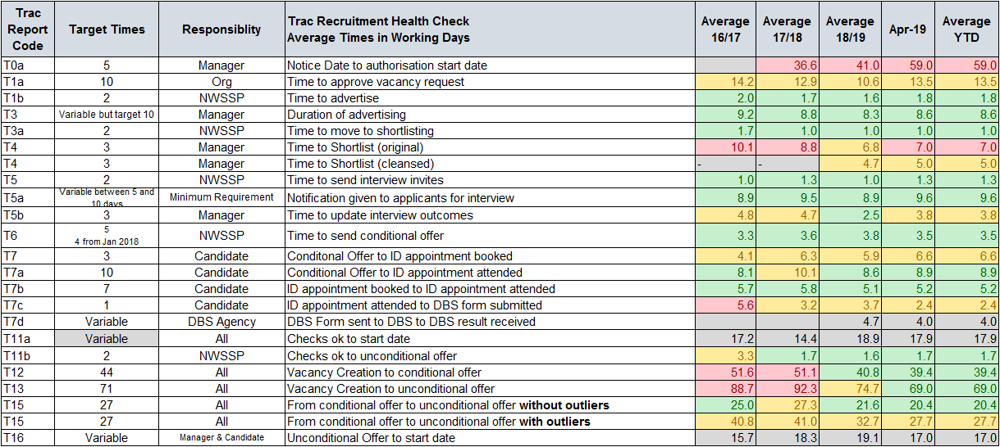 Trac Report Code | Target Times | Responsiblity | Trac Recruitment Health Check Average Times in Working Days | Average 16/17 | Average 17/18 | Average 18/19 | Apr-19 | Average YTD
T0a | 5 | Manager | Notice Date to authorisation start date | | 36.6 | 41.0 | 59.0 | 59.0
T1a | 10 | Org | Time to approve vacancy request | 14.2 | 12.9 | 10.6 | 13.5 | 13.5
T1b | 2 | NWSSP | Time to advertise | 2.0 | 1.7 | 1.6 | 1.8 | 1.8
T3 | Variable but target 10 | Manager | Duration of advertising | 9.2 | 8.8 | 8.3 | 8.6 | 8.6
T3a | 2 | NWSSP | Time to move to shortlisting | 1.7 | 1.0 | 1.0 | 1.0 | 1.0
T4 | 3 | Manager | Time to Shortlist (original) | 10.1 | 8.8 | 6.8 | 7.0 | 7.0
T4 | 3 | Manager | Time to Shortlist (cleansed) | - | - | 4.7 | 5.0 | 5.0
T5 | 2 | NWSSP | Time to send interview invites | 1.0 | 1.3 | 1.0 | 1.3 | 1.3
T5a | Variable between 5 and 10 days | Minimum Requirement | Notification given to applicants for interview | 8.9 | 9.5 | 8.9 | 9.6 | 9.6
T5b | 3 | Manager | Time to update interview outcomes | 4.8 | 4.7 | 2.5 | 3.8 | 3.8
T6 | 5 4 from Jan 2018 | NWSSP | Time to send conditional offer | 3.3 | 3.6 | 3.8 | 3.5 | 3.5
T7 | 3 | Candidate | Conditonal Offer to ID appointment booked | 4.1 | 6.3 | 5.9 | 6.6 | 6.6
T7a | 10 | Candidate | Conditional Offer to ID appointment attended | 8.1 | 10.1 | 8.6 | 8.9 | 8.9
T7b | 7 | Candidate | ID appointment booked to ID appointment attended | 5.7 | 5.8 | 5.1 | 5.2 | 5.2
T7c | 1 | Candidate | ID appointment attended to DBS form submitted | 5.6 | 3.2 | 3.7 | 2.4 | 2.4
T7d | Variable | DBS Agency | DBS Form sent to DBS to DBS result received | | | 4.7 | 4.0 | 4.0
T11a | Variable | All | Checks ok to start date | 17.2 | 14.4 | 18.9 | 17.9 | 17.9
T11b | 2 | NWSSP | Checks ok to unconditional offer | 3.3 | 1.7 | 1.6 | 1.7 | 1.7
T12 | 44 | All | Vacancy Creation to conditional offer | 51.6 | 51.1 | 40.8 | 39.4 | 39.4
T13 | 71 | All | Vacancy Creation to unconditional offer | 88.7 | 92.3 | 74.7 | 69.0 | 69.0
T15 | 27 | All | From conditional offer to unconditional offer without outliers | 25.0 | 27.3 | 21.6 | 20.4 | 20.4
T15 | 27 | All | From conditional offer to unconditional offer with outliers | 40.8 | 41.0 | 32.7 | 27.7 | 27.7
T16 | Variable | Manager & Candidate | Unconditional Offer to start date | 15.7 | 18.3 | 19.1 | 17.0 | 17.0